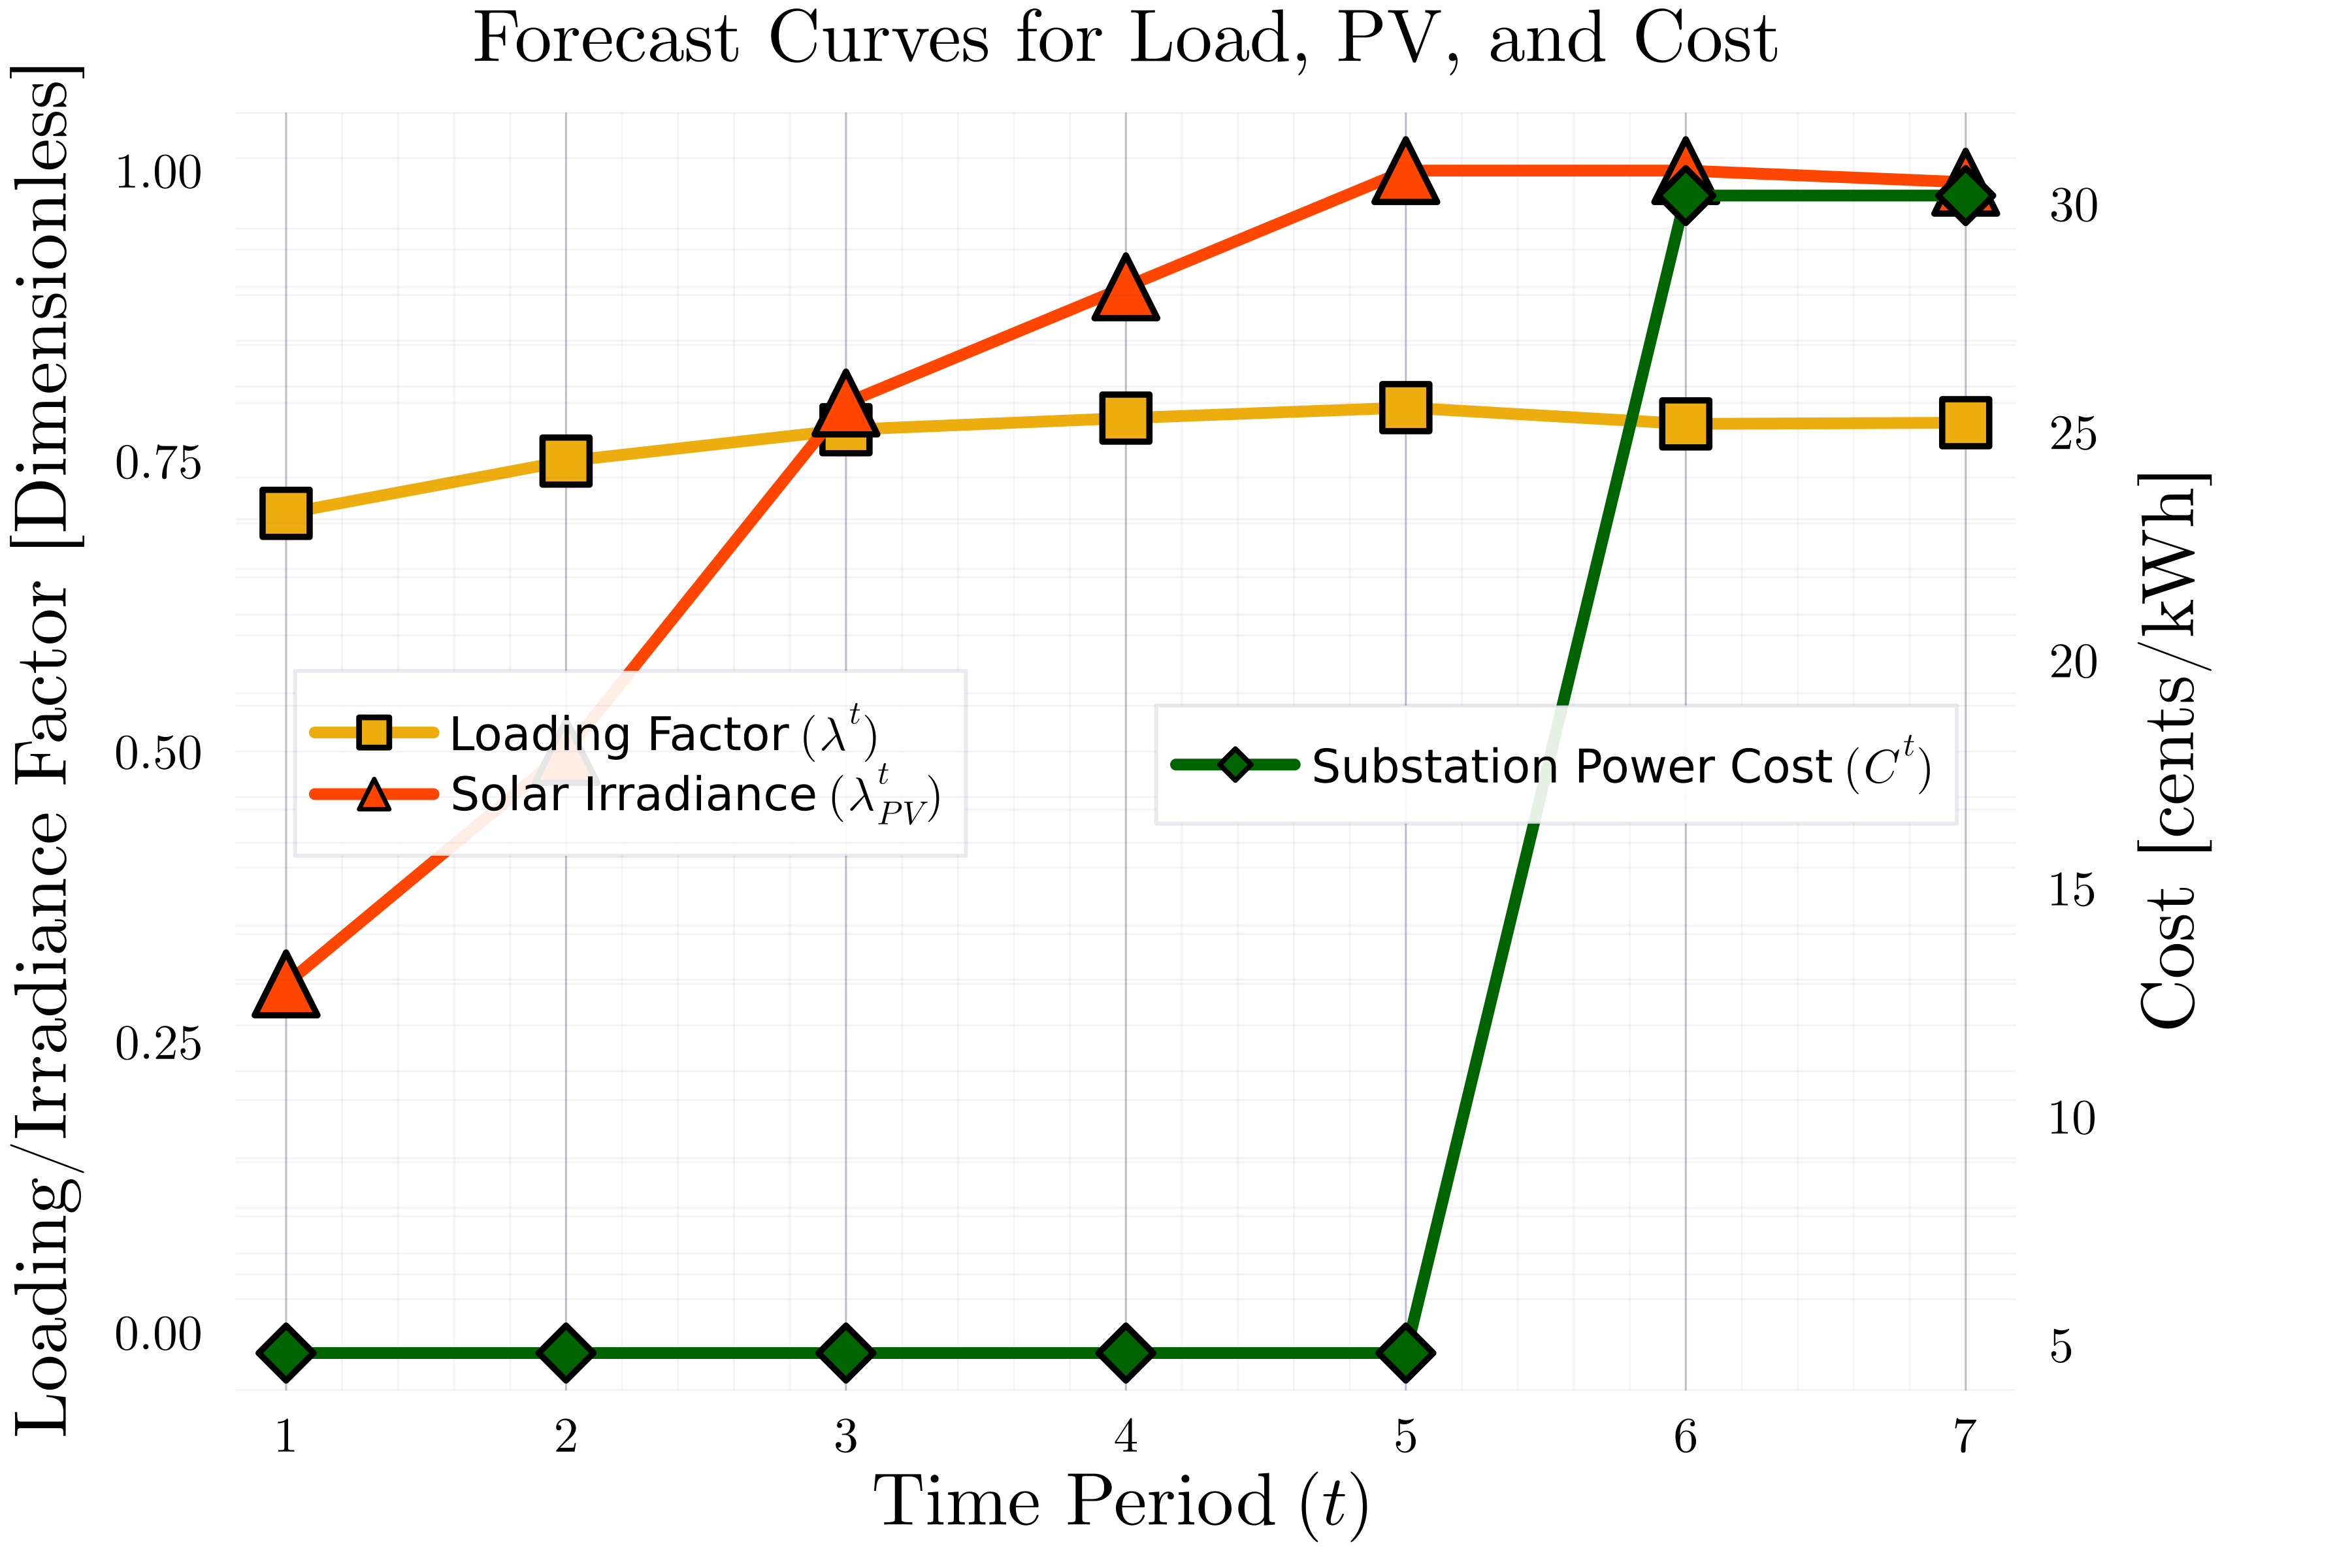 Forecast Curves for Load, PV, and Cost
Loading/Irradiance Factor [Dimensionless]
1.00
0.75
0.50
0.25
0.00
Loading Factor (λ^t)
Solar Irradiance (λ^t_PV)
Substation Power Cost (C^t)
30
25
20
15
10
5
Cost [cents/kWh]
1 2 3 4 5 6 7
Time Period (t)